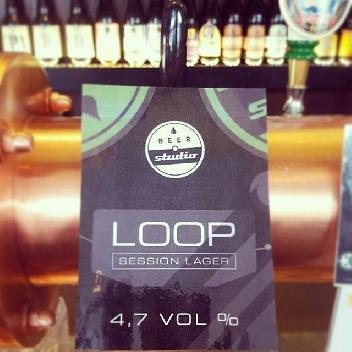 BEER
studio
LOOP
SESSION LAGER
4,7 VOL %